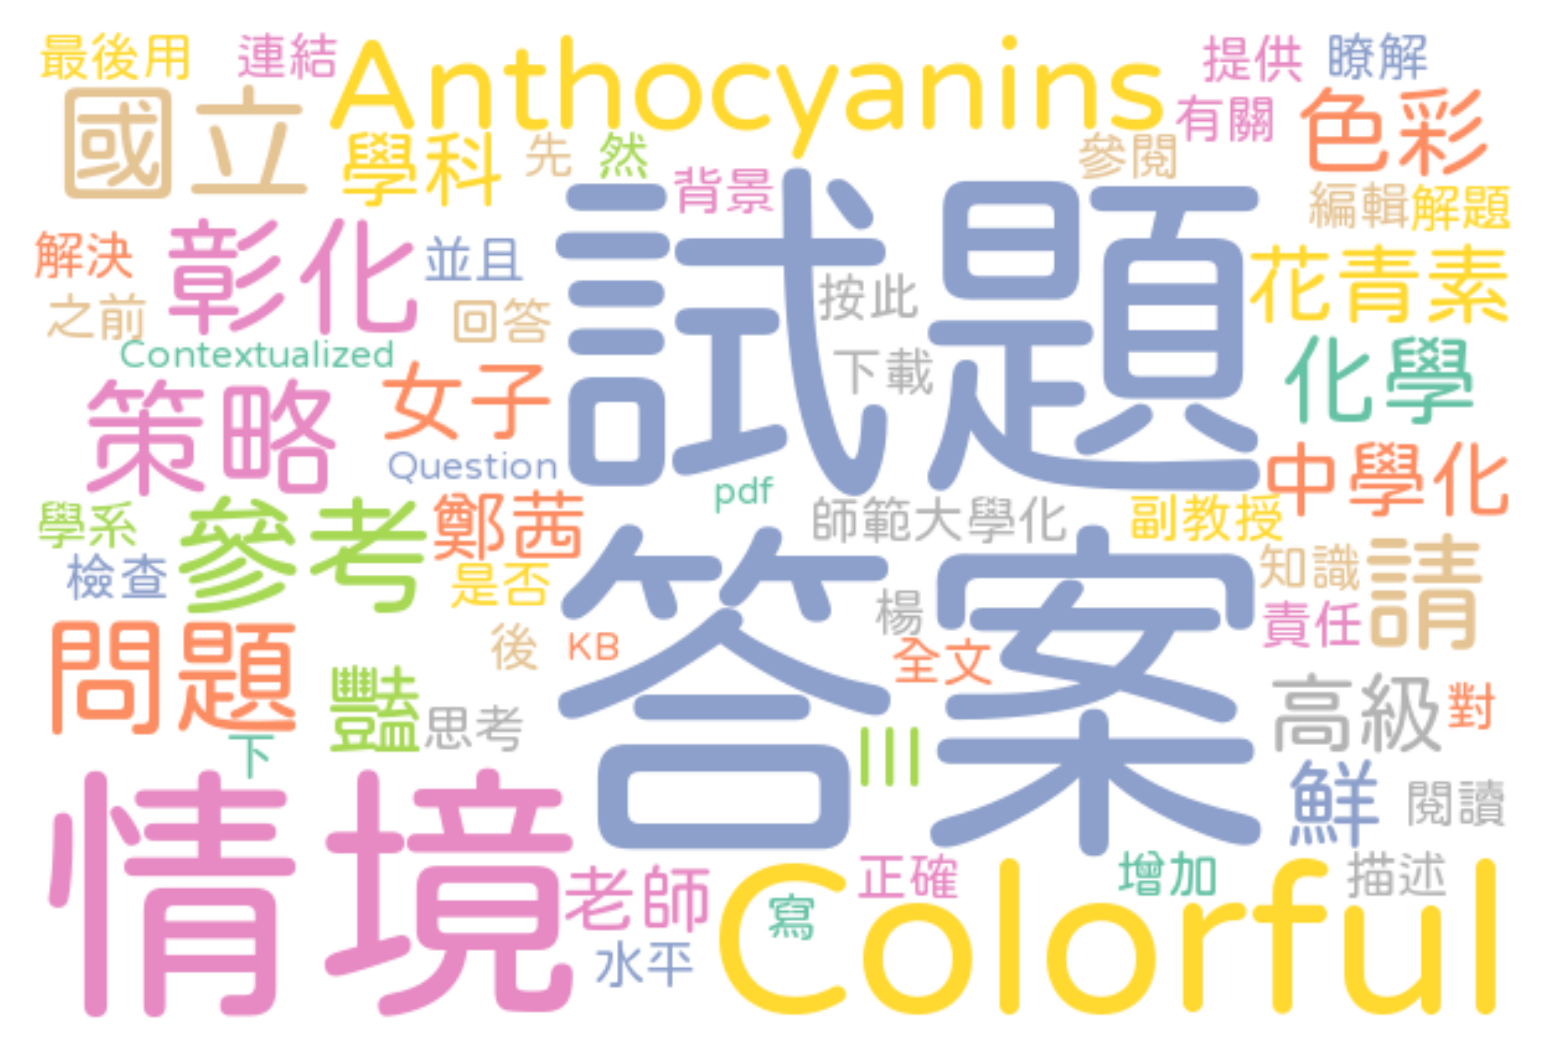 最後用 連結 Anthocyanins 提供 瞭解
國立 學科 先 然 有關 色彩
背景 參閱 編輯 解題
試題
解決 彰化 並且 按此 花青素
之前 回答
Contextualized 下載 化學
策略 女子
Question pdf 中學化
學系 參考 鄭茜 師範大學化 副教授
檢查 是否 答案 知識 請
問題 後 KB 楊 全文 責任
豔 思考 高級 對
下 III 鮮 閱讀
情境 老師 正確 增加 描述
寫 Colorful
水平